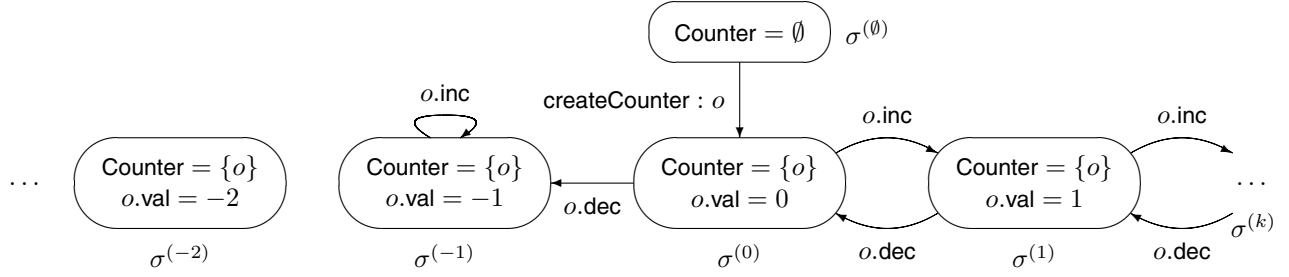 Counter = ∅
σ^(∅)
createCounter : o
o.inc
o.inc
o.inc
...
Counter = {o}
o.val = −2
Counter = {o}
o.val = −1
o.dec
Counter = {o}
o.val = 0
Counter = {o}
o.val = 1
...
σ^(k)
o.dec
o.dec
σ^(−2)
σ^(−1)
σ^(0)
σ^(1)